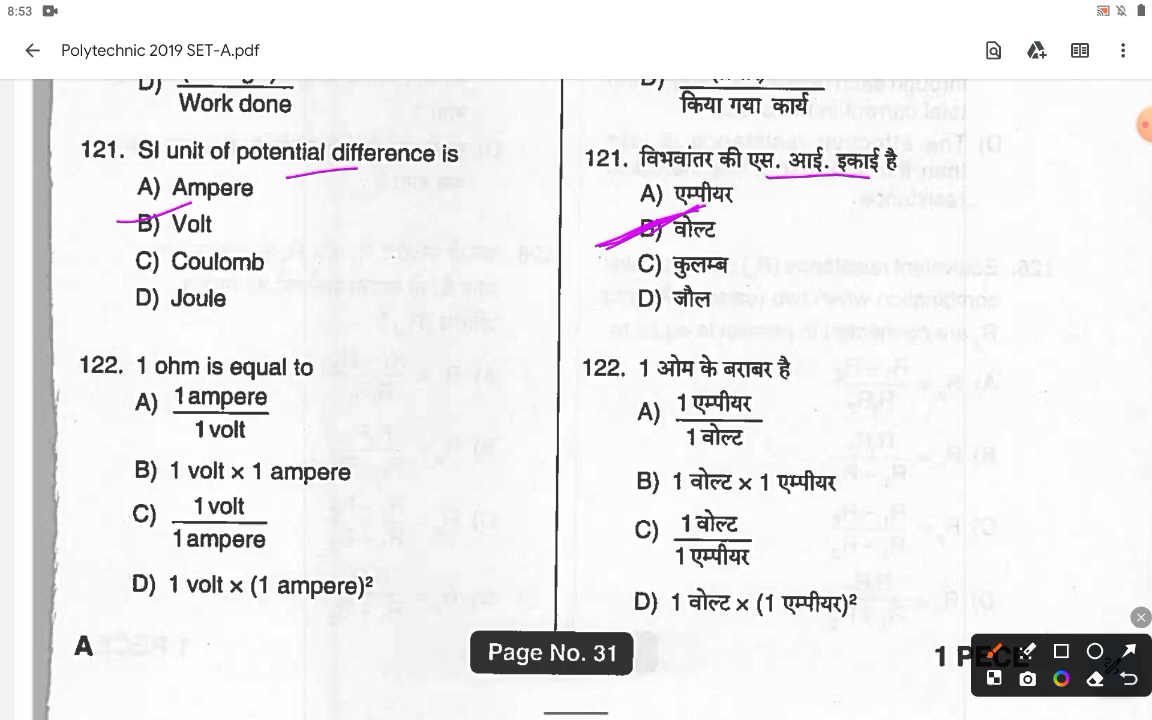 8:53
Polytechnic 2019 SET-A.pdf
D)
Work done
121. SI unit of potential difference is
A) Ampere
B) Volt
C) Coulomb
D) Joule
122. 1 ohm is equal to
A) 1 ampere
1 volt
B) 1 volt × 1 ampere
C) 1 volt
1 ampere
D) 1 volt × (1 ampere)²
A
D)
किया गया कार्य
121. विभवातर की एस. आई. इकाई है
A) एम्पीयर
B) वोल्ट
C) कुलम्ब
D) जौल
122. 1 ओम के बराबर है
A) 1 एम्पीयर
1 वोल्ट
B) 1 वोल्ट × 1 एम्पीयर
C) 1 वोल्ट
1 एम्पीयर
D) 1 वोल्ट × (1 एम्पीयर)²
Page No. 31
1 PECE